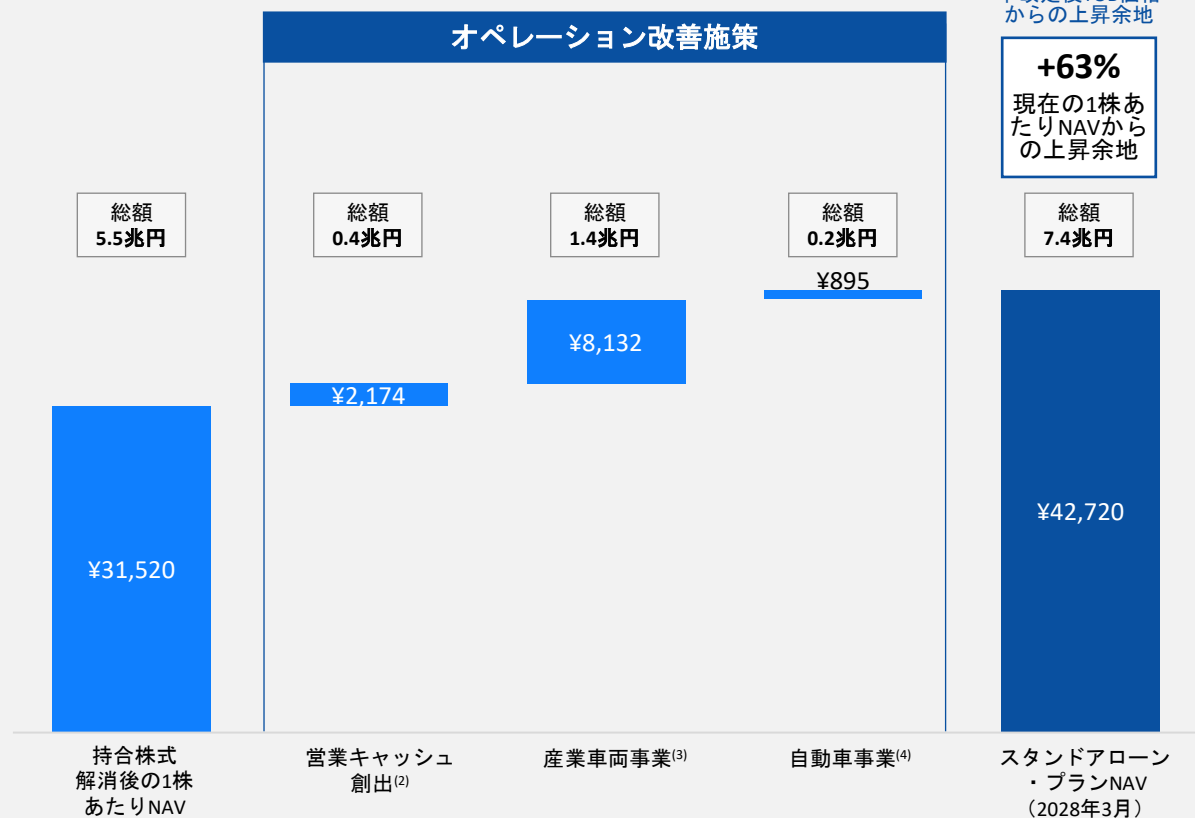 からの上昇余地
オペレーション改善施策
+63%
現在の1株あ
たりNAVから
の上昇余地
総額
5.5兆円
総額
0.4兆円
総額
1.4兆円
総額
0.2兆円
総額
7.4兆円
¥895
¥8,132
¥2,174
¥42,720
¥31,520
持合株式
解消後の1株
あたりNAV
営業キャッシュ
創出(2)
産業車両事業(3)
自動車事業(4)
スタンドアローン
・プランNAV
（2028年3月）